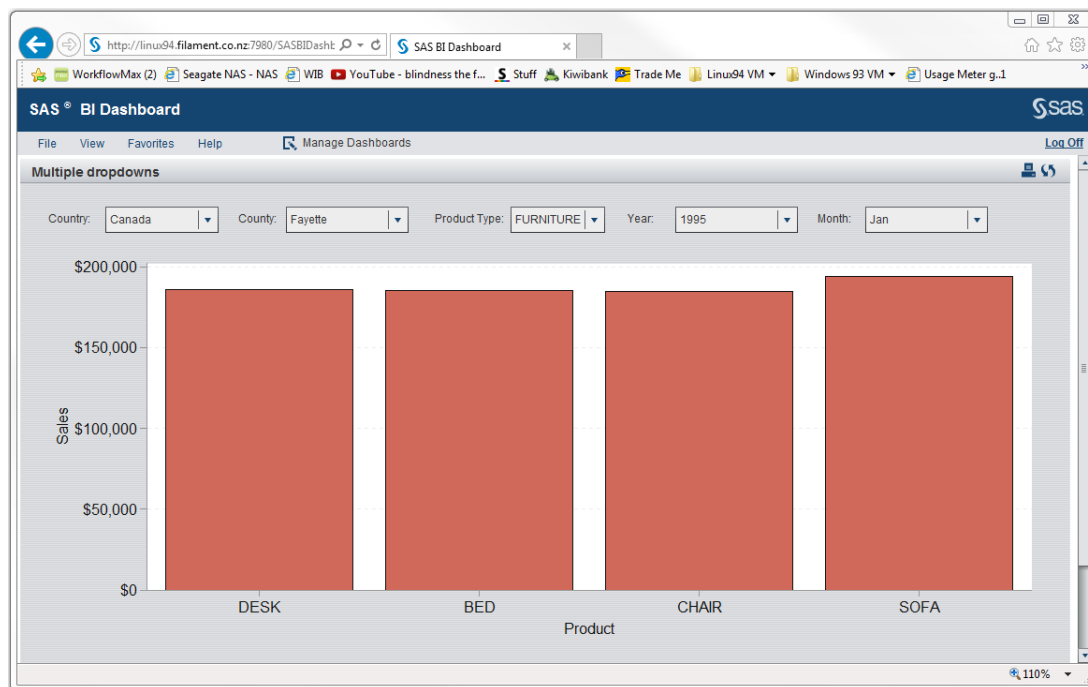 http://linux94.filament.co.nz:7980/SASBIDasht SAS BI Dashboard
WorkflowMax (2) Seagate NAS - NAS WIB YouTube - blindness the f... Stuff Kiwibank Trade Me Linux94 VM Windows 93 VM Usage Meter g..1
SAS ® BI Dashboard sas
File View Favorites Help Manage Dashboards Log Off
Multiple dropdowns
Country: Canada County: Fayette Product Type: FURNITURE Year: 1995 Month: Jan
$200,000
$150,000
$100,000
$50,000
$0
Sales
DESK BED CHAIR SOFA
Product
110%